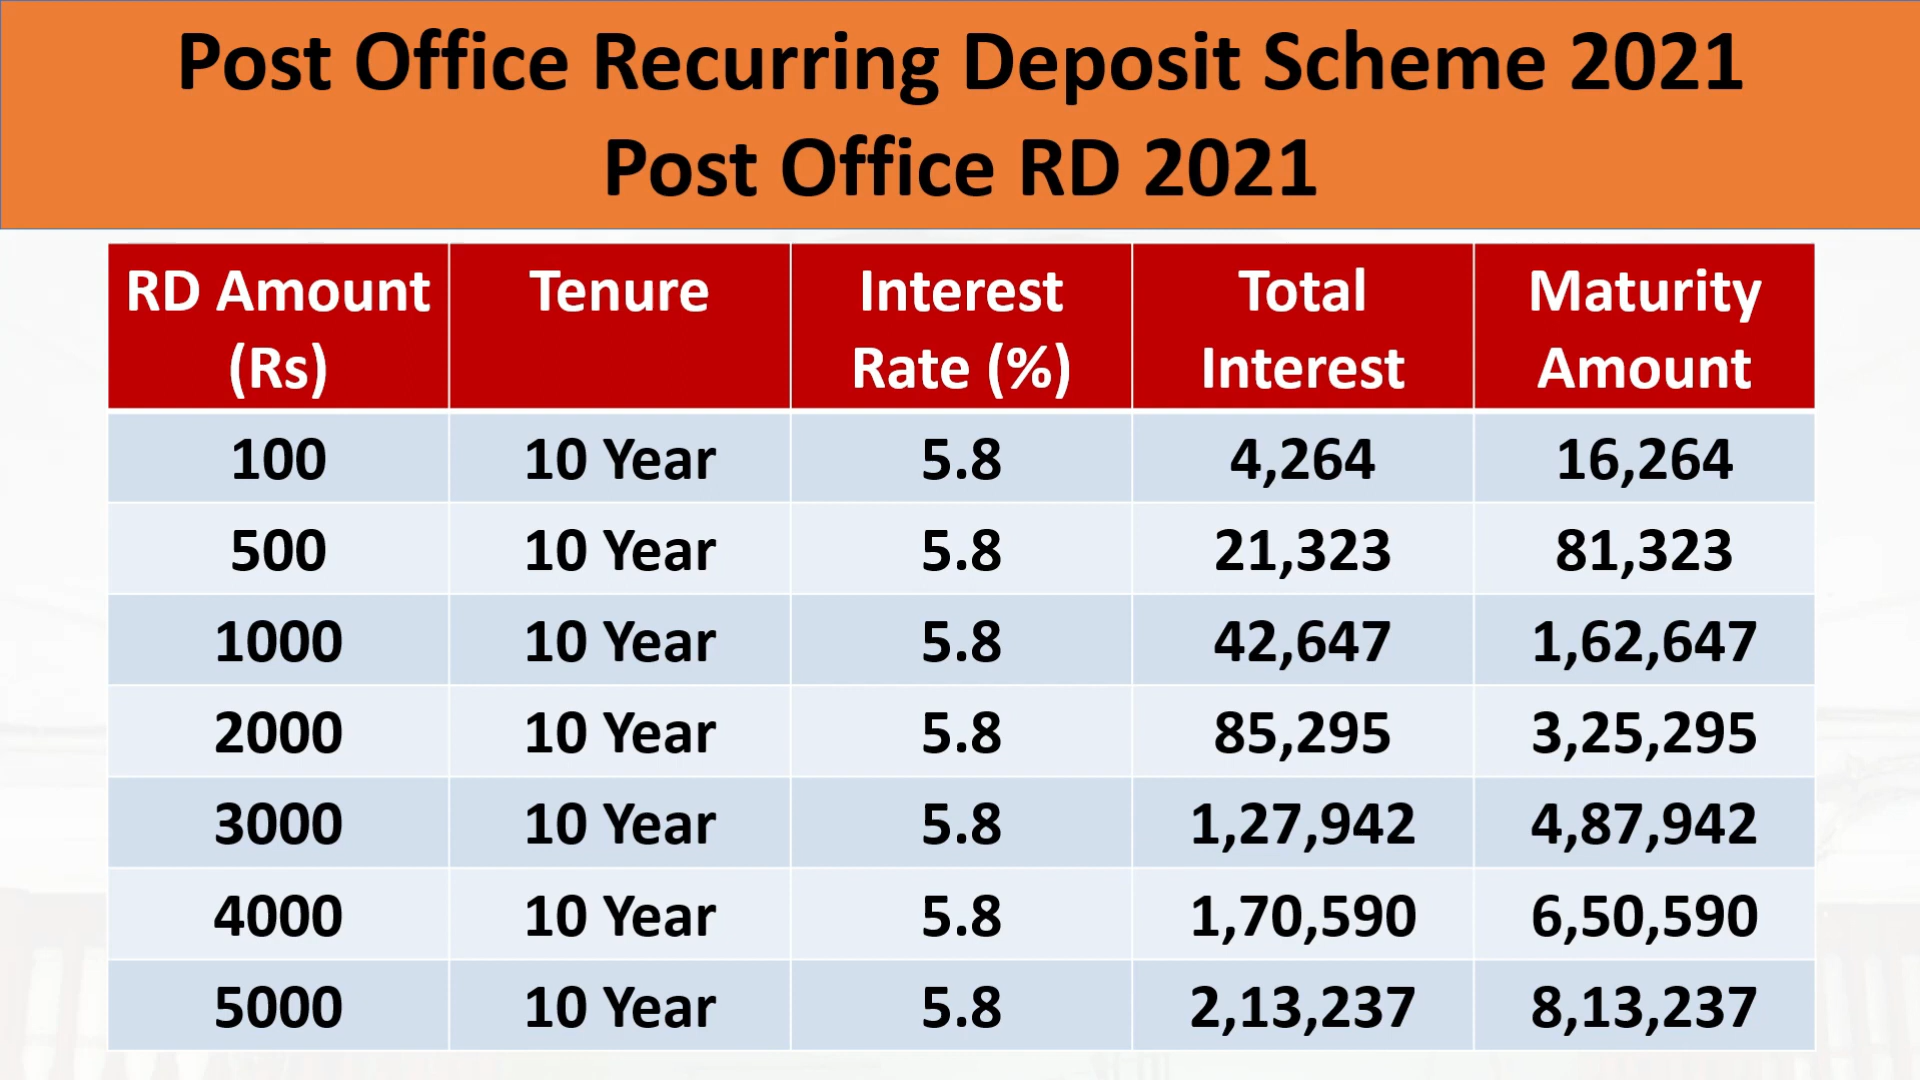 Post Office Recurring Deposit Scheme 2021
Post Office RD 2021
RD Amount (Rs) Tenure Interest Rate (%) Total Interest Maturity Amount
100 10 Year 5.8 4,264 16,264
500 10 Year 5.8 21,323 81,323
1000 10 Year 5.8 42,647 1,62,647
2000 10 Year 5.8 85,295 3,25,295
3000 10 Year 5.8 1,27,942 4,87,942
4000 10 Year 5.8 1,70,590 6,50,590
5000 10 Year 5.8 2,13,237 8,13,237